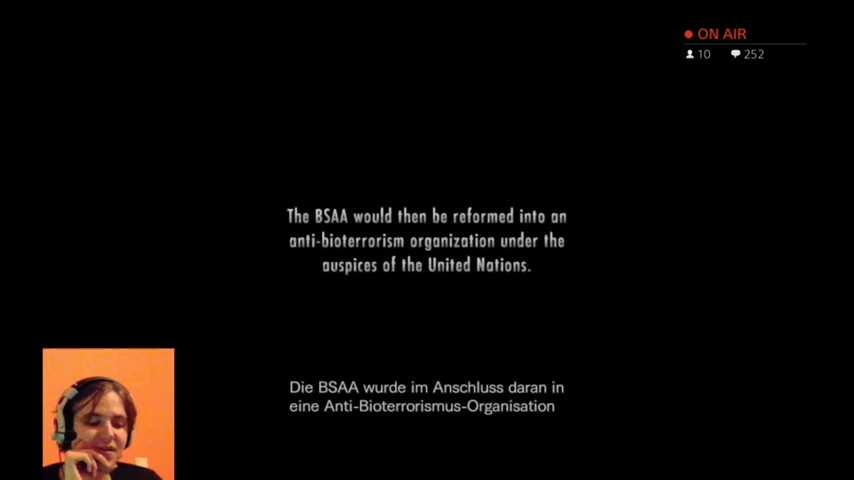 ON AIR
10 252
The BSAA would then be reformed into an
anti-bioterrorism organization under the
auspices of the United Nations.
Die BSAA wurde im Anschluss daran in
eine Anti-Bioterrorismus-Organisation